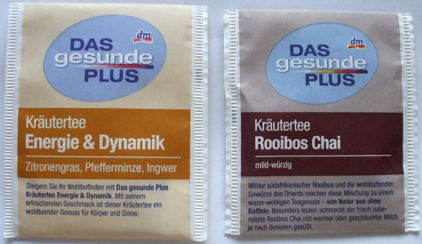 DAS
dm
gesunde
PLUS
Kräutertee
Energie & Dynamik
Zitronengras, Pfefferminze, Ingwer
Steigern Sie Ihr Wohlbefinden mit Das gesunde Plus
Kräutertee Energie & Dynamik. Mit seinem
erfrischenden Geschmack ist dieser Kräutertee ein
wohltuender Genuss für Körper und Sinne.
DAS
dm
gesunde
PLUS
Kräutertee
Rooibos Chai
mild-würzig
Milder südafrikanischer Rooibos und die wohlduftenden
Gewürze des Orients machen diese Mischung zu einem
warm-wohligen Teegenuss – von Natur aus ohne
Koffein. Besonders lecker schmeckt der frisch zube-
reitete Rooibos Chai mit warmer oder geschäumter Milch,
je nach Belieben gesüßt.